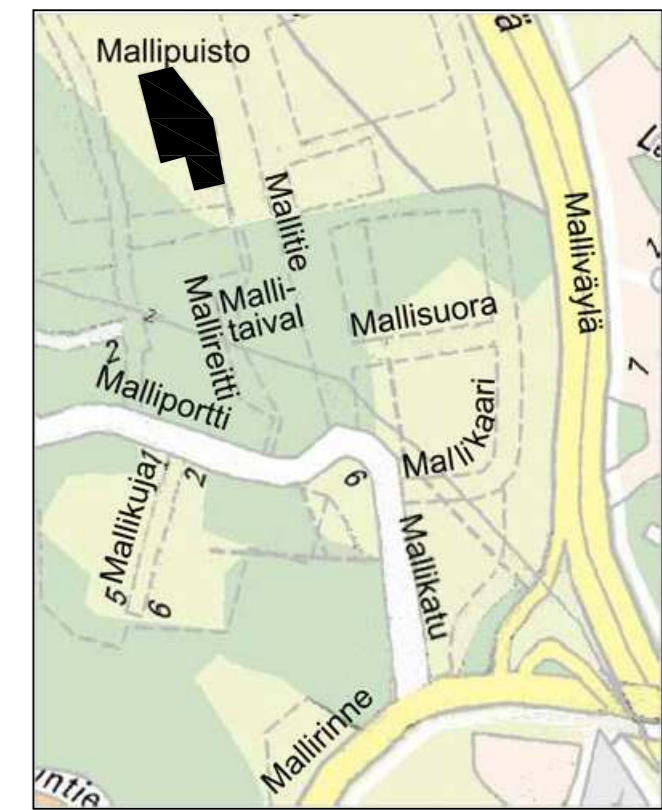 Mallipuisto
Mallitie
Malliväylä
Malli-
taival
Mallireitti
Mallisuora
2
2
7
Malliportti
Mallikaari
1
2
6
5
Mallikuja
6
Mallikatu
Mallirinne